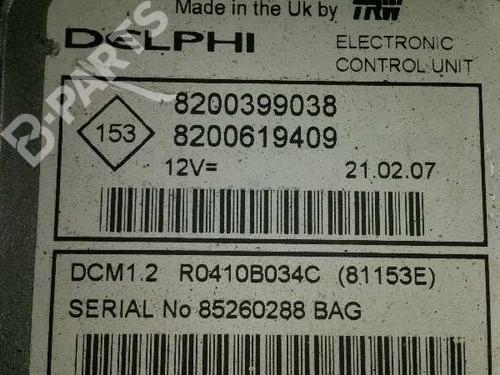 Made in the Uk by TRW
DELPHI
ELECTRONIC
CONTROL UNIT
153
8200399038
8200619409
12V= 21.02.07
DCM1.2 R0410B034C (81153E)
SERIAL No 85260288 BAG
B-PARTS